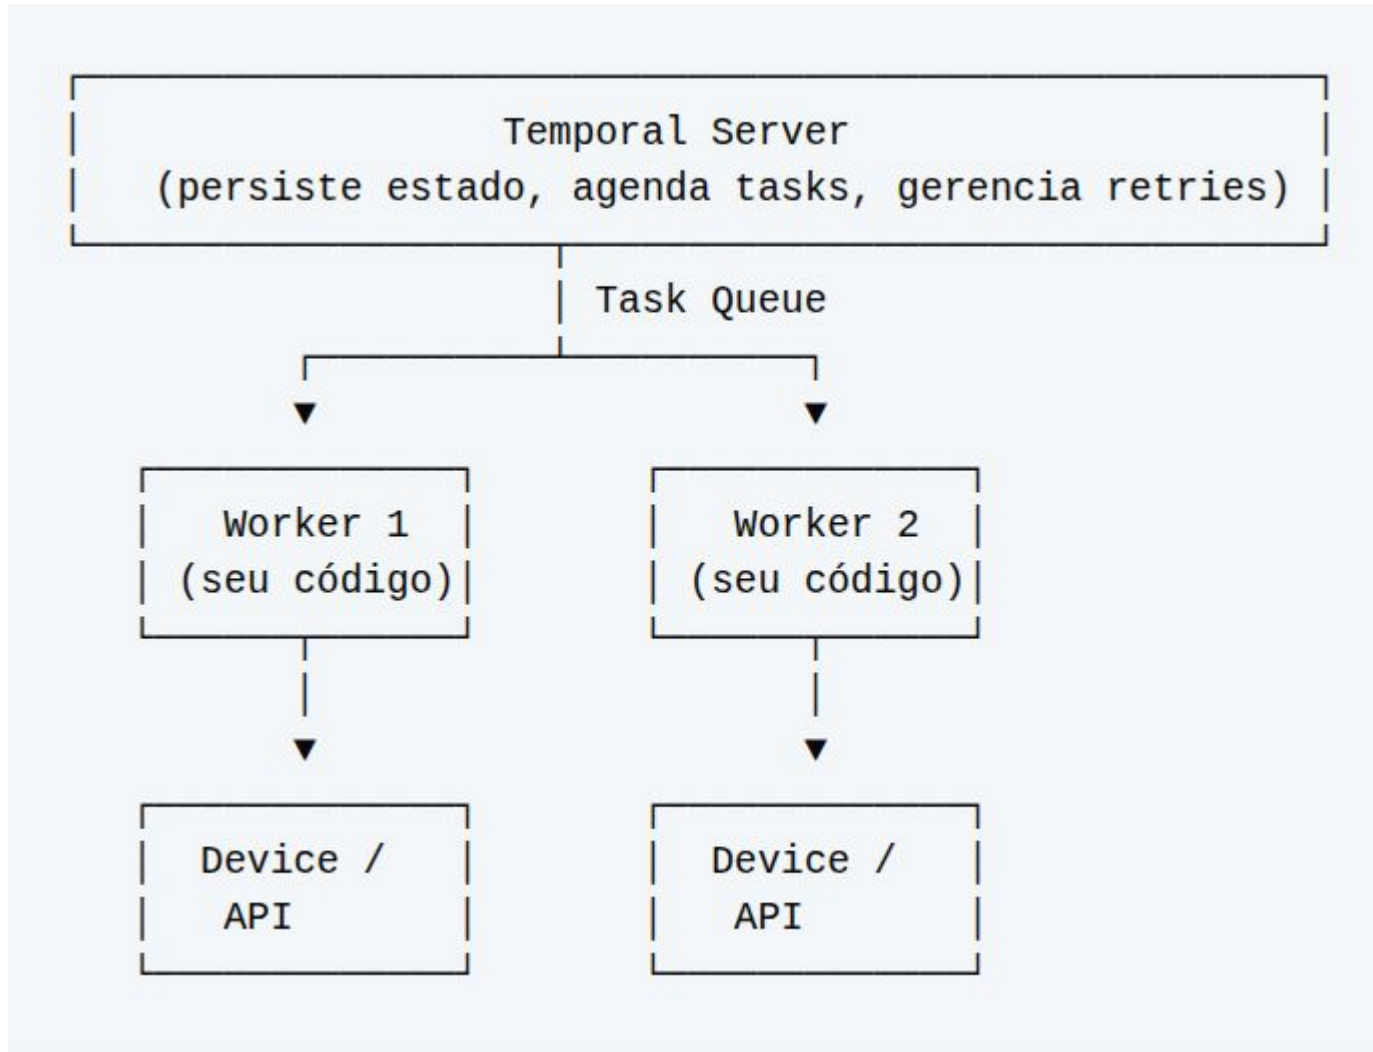 Temporal Server
(persiste estado, agenda tasks, gerencia retries)
Task Queue
Worker 1
(seu código)
Worker 2
(seu código)
Device /
API
Device /
API